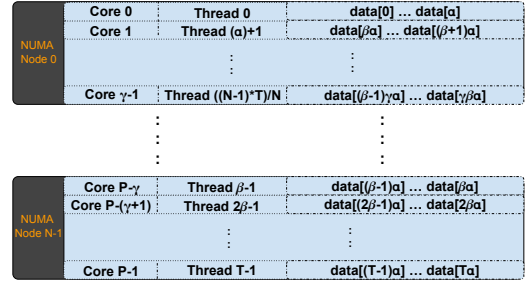 Core 0 Thread 0 data[0] ... data[α]
Core 1 Thread (α)+1 data[βα] ... data[(β+1)α]
NUMA
Node 0
⋮ ⋮
Core γ-1 Thread ((N-1)*T)/N data[(β-1)γα] ... data[γβα]
⋮ ⋮
Core P-γ Thread β-1 data[(β-1)α] ... data[βα]
Core P-(γ+1) Thread 2β-1 data[(2β-1)α] ... data[2βα]
NUMA
Node N-1
⋮ ⋮
Core P-1 Thread T-1 data[(T-1)α] ... data[Tα]